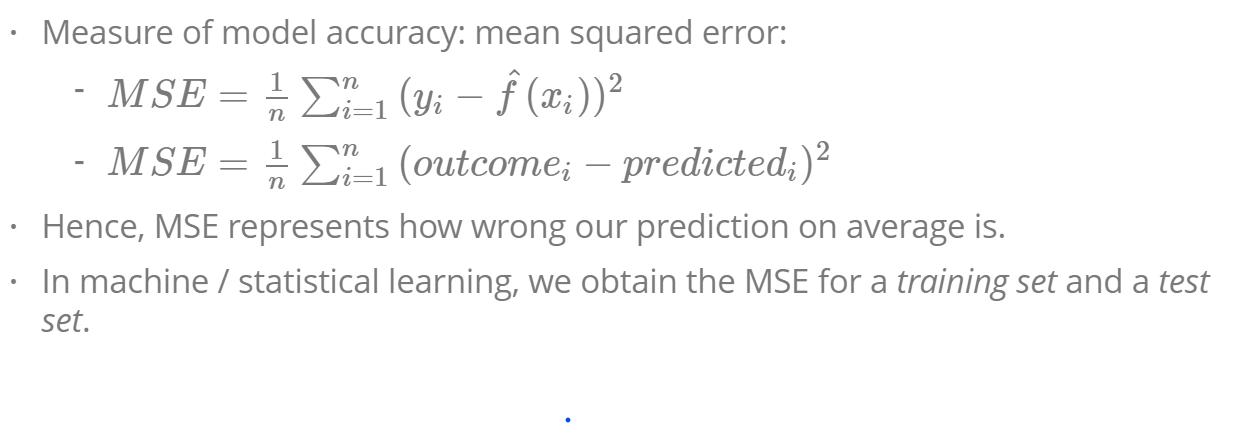 · Measure of model accuracy: mean squared error:
- $MSE = \frac{1}{n} \sum_{i=1}^{n} (y_i - \hat{f}(x_i))^2$
- $MSE = \frac{1}{n} \sum_{i=1}^{n} (outcome_i - predicted_i)^2$
· Hence, MSE represents how wrong our prediction on average is.
· In machine / statistical learning, we obtain the MSE for a training set and a test
set.